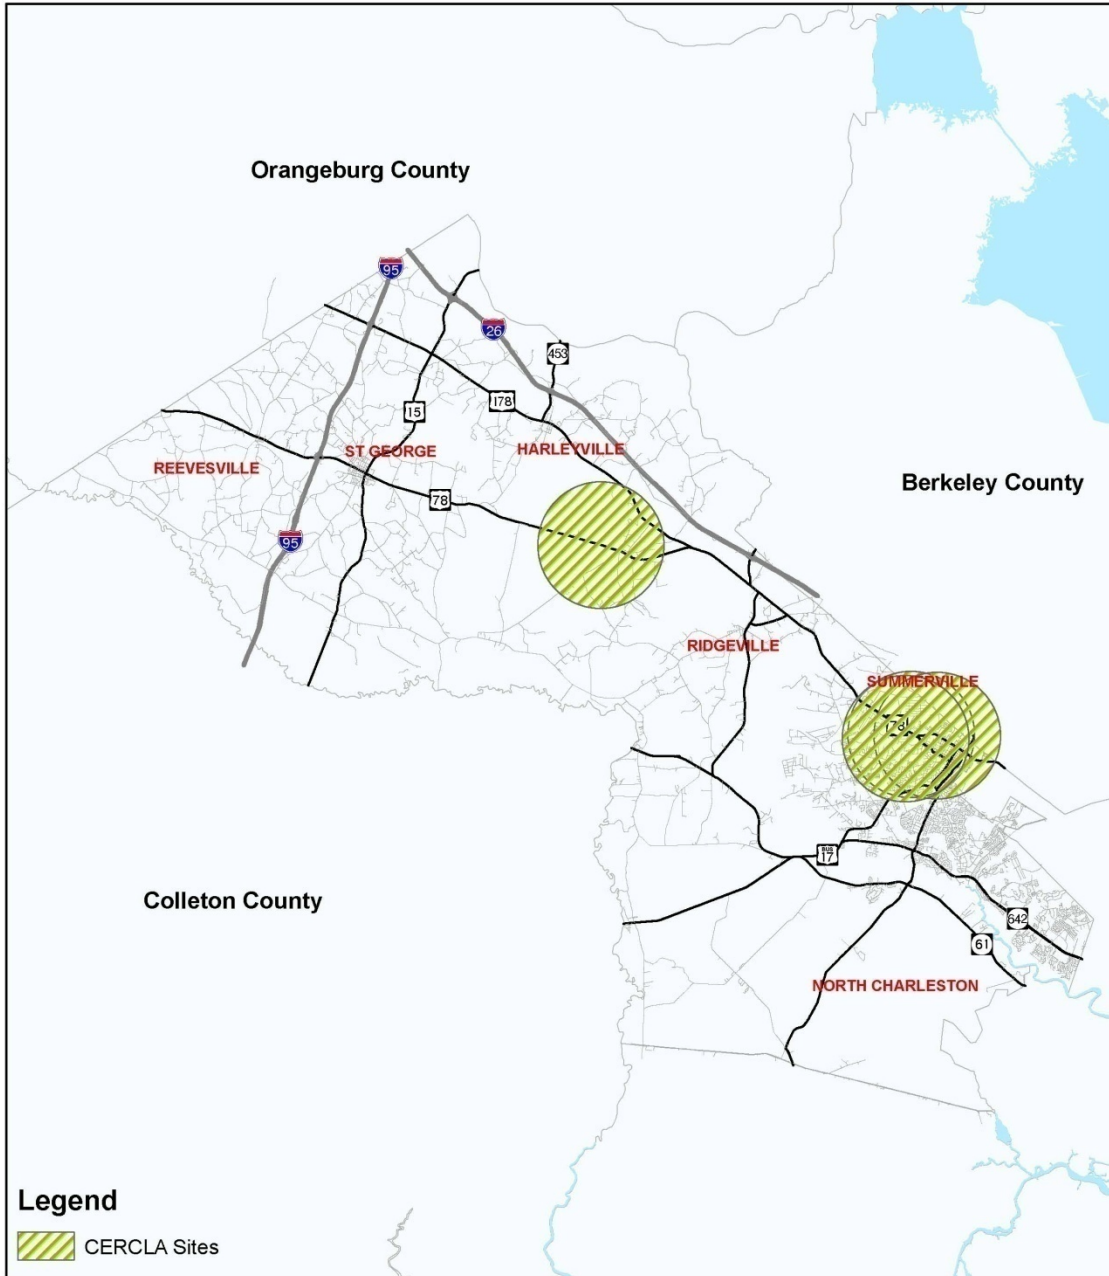 Orangeburg County
95
26
453
178
15
HARLEYVILLE
ST GEORGE
REEVESVILLE
Berkeley County
78
95
RIDGEVILLE
SUMMERVILLE
78
BUS
17
Colleton County
642
61
NORTH CHARLESTON
Legend
CERCLA Sites